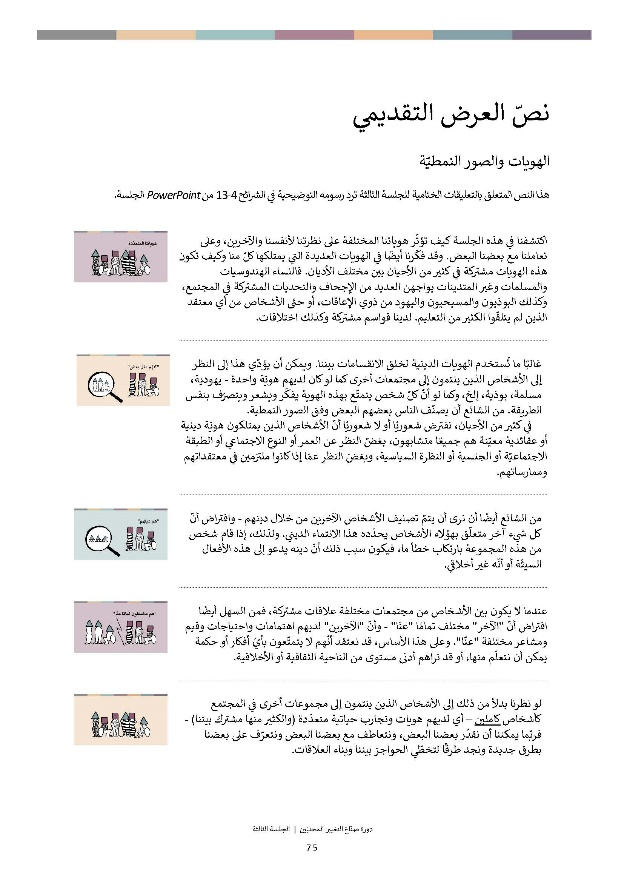 نصّ العرض التقديمي
الهويات والصور النمطيّة
هذا النص المتعلق بالتعليقات الختامية للجلسة الثالثة ترد رسومه التوضيحية في الشرائح 4-13 من PowerPoint الجلسة.
اكتشفنا في هذه الجلسة كيف تؤثّر هوياتنا المختلفة على نظرتنا لأنفسنا والآخرين، وعلى
تعاملنا مع بعضنا البعض. وقد فكّرنا أيضًا في الهويات العديدة التي يمتلكها كلّ منا وكيف تكون
هذه الهويات مشتركة في كثير من الأحيان بين مختلف الأديان. فالنساء الهندوسيات
والمسلمات وغير المتدينات يواجهن العديد من الإجحاف والتحديات المشتركة في المجتمع،
وكذلك البوذيون والمسيحيون واليهود من ذوي الإعاقات، أو حتّى الأشخاص من أي معتقد
الذين لم يتلقّوا الكثير من التعليم. لدينا قواسم مشتركة وكذلك اختلافات.
غالبًا ما تُستخدم الهويات الدينية لخلق الانقسامات بيننا. ويمكن أن يؤدّي هذا إلى النظر
إلى الأشخاص الذين ينتمون إلى مجتمعات أخرى كما لو كان لديهم هويّة واحدة - يهودية،
مسلمة، بوذية، إلخ، وكما لو أنّ كلّ شخص يتمتّع بهذه الهوية يفكّر ويشعر ويتصرّف بنفس
الطريقة. من الشائع أن يصنّف الناس بعضهم البعض وفق الصور النمطية.
في كثير من الأحيان، نفترض شعوريًا أو لا شعوريًا أنّ الأشخاص الذين يمتلكون هويّة دينية
أو عقائدية معيّنة هم جميعًا متشابهون، بغضّ النظر عن العمر أو النوع الاجتماعي أو الطبقة
الاجتماعيّة أو الجنسية أو النظرة السياسية، وبغض النظر عمّا إذا كانوا ملتزمين في معتقداتهم
وممارساتهم.
من الشائع أيضًا أن نرى أن يتمّ تصنيف الأشخاص الآخرين من خلال دينهم - وافتراض أنّ
كل شيء آخر متعلّق بهؤلاء الأشخاص يحدّده هذا الانتماء الديني. ولذلك، إذا قام شخص
من هذه المجموعة بارتكاب خطأ ما، فيكون سبب ذلك أنّ دينه يدعو إلى هذه الأفعال
السيئة أو أنّه غير أخلاقي.
عندما لا يكون بين الأشخاص من مجتمعات مختلفة علاقات مشتركة، فمن السهل أيضًا
افتراض أنّ "الآخر" مختلف تمامًا "عنّا" - وأنّ "الآخرين" لديهم اهتمامات واحتياجات وقيم
ومشاعر مختلفة "عنّا". وعلى هذا الأساس، قد نعتقد أنّهم لا يتمتّعون بأيّ أفكار أو حكمة
يمكن أن نتعلّم منها، أو قد نراهم أدنى مستوى من الناحية الثقافية أو الأخلاقية.
لو نظرنا بدلاً من ذلك إلى الأشخاص الذين ينتمون إلى مجموعات أخرى في المجتمع
كأشخاص كاملين – أي لديهم هويات وتجارب حياتية متعدّدة (والكثير منها مشترك بيننا) -
فربّما يمكننا أن نقدّر بعضنا البعض، ونتعاطف مع بعضنا البعض ونتعرّف على بعضنا
بطرق جديدة ونجد طرقًا لتخطّي الحواجز بيننا وبناء العلاقات.
دورة صنّاع التغيير المحليّين | الجلسة الثالثة
75